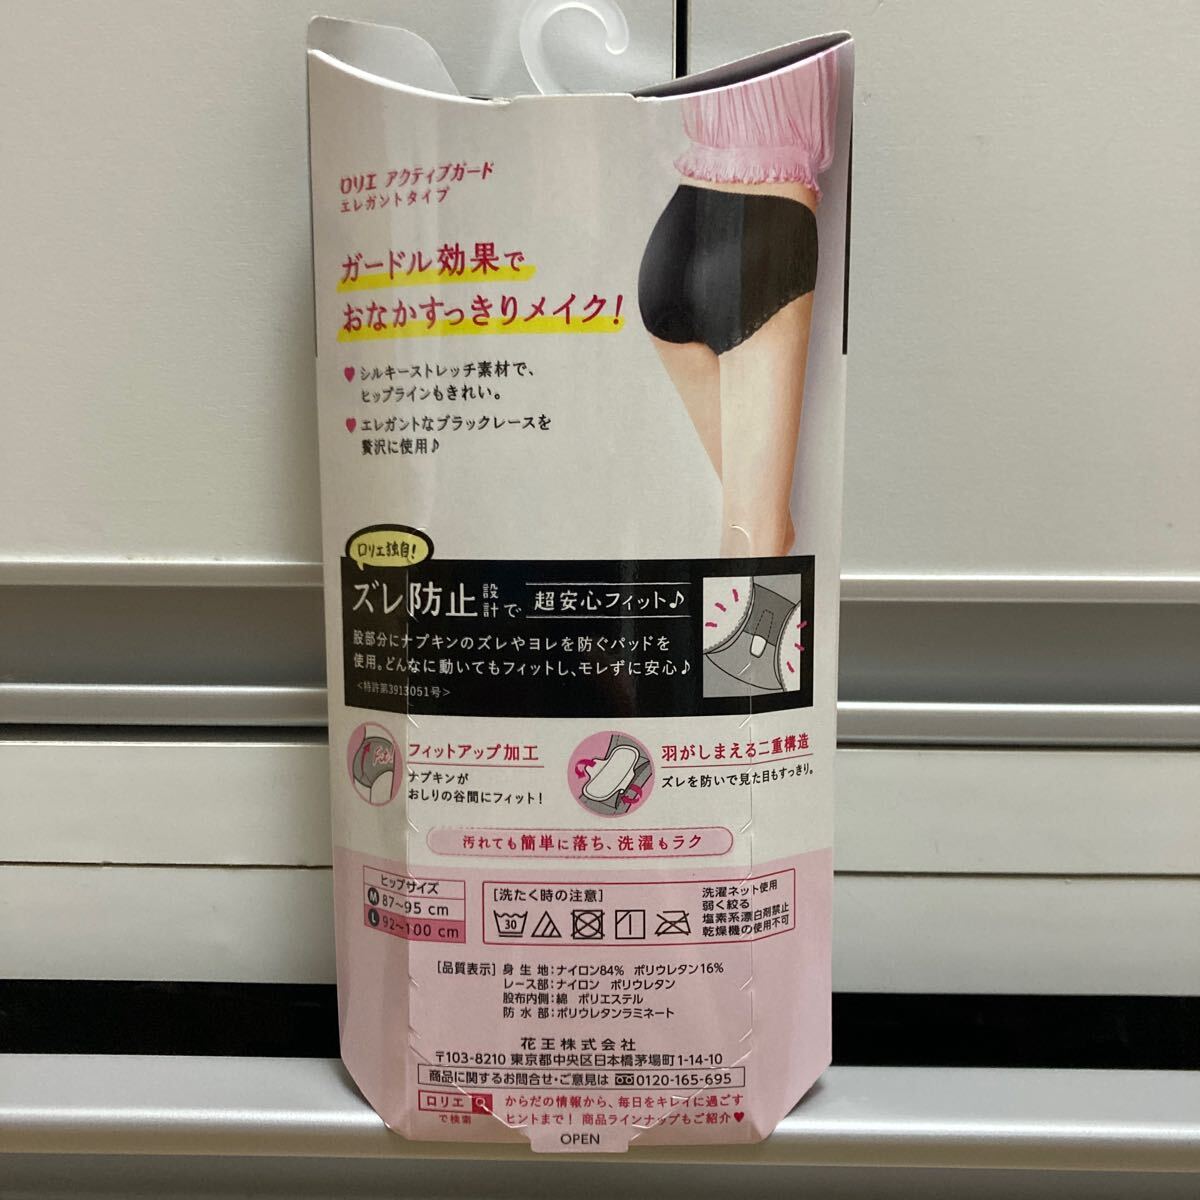 ロリエ アクティブガード
エレガントタイプ
ガードル効果で
おなかすっきりメイク!
♥シルキーストレッチ素材で、
ヒップラインもきれい。
♥エレガントなブラックレースを
贅沢に使用♪
ロリエ独自!
ズレ防止設計で 超安心フィット♪
股部分にナプキンのズレやヨレを防ぐパッドを
使用。どんなに動いてもフィットし、モレずに安心♪
<特許第3913051号>
フィットアップ加工
ナプキンが
おしりの谷間にフィット!
羽がしまえる二重構造
ズレを防いで見た目もすっきり。
汚れても簡単に落ち、洗濯もラク
ヒップサイズ
M 87~95 cm
L 92~100 cm
[洗たく時の注意]
30
洗濯ネット使用
弱く絞る
塩素系漂白剤禁止
乾燥機の使用不可
[品質表示] 身生地:ナイロン84% ポリウレタン16%
レース部:ナイロン ポリウレタン
股布内側:綿 ポリエステル
防水部:ポリウレタンラミネート
花王株式会社
〒103-8210 東京都中央区日本橋茅場町1-14-10
商品に関するお問合せ・ご意見は 0120-165-695
ロリエ
で検索
からだの情報から、毎日をキレイに過ごす
ヒントまで! 商品ラインナップもご紹介♥
OPEN